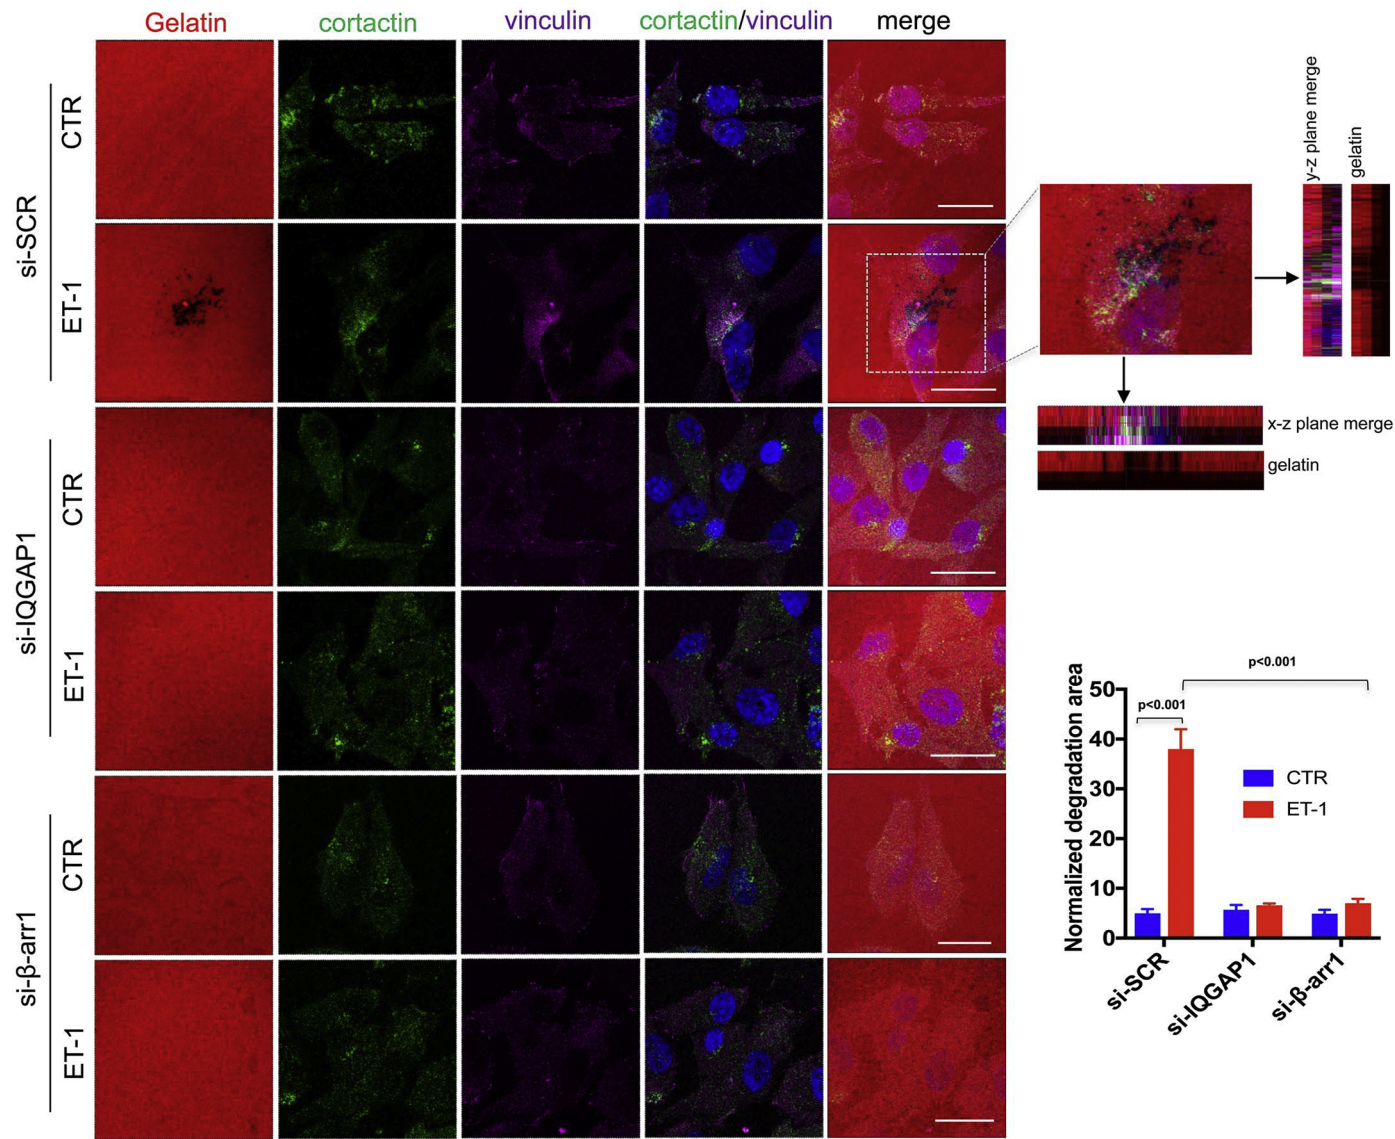 Gelatin cortactin vinculin cortactin/vinculin merge
si-SCR
CTR
ET-1
si-IQGAP1
CTR
ET-1
si-β-arr1
CTR
ET-1
y-z plane merge
gelatin
x-z plane merge
gelatin
p<0.001
p<0.001
Normalized degradation area
50
40
30
20
10
0
CTR
ET-1
si-SCR
si-IQGAP1
si-β-arr1